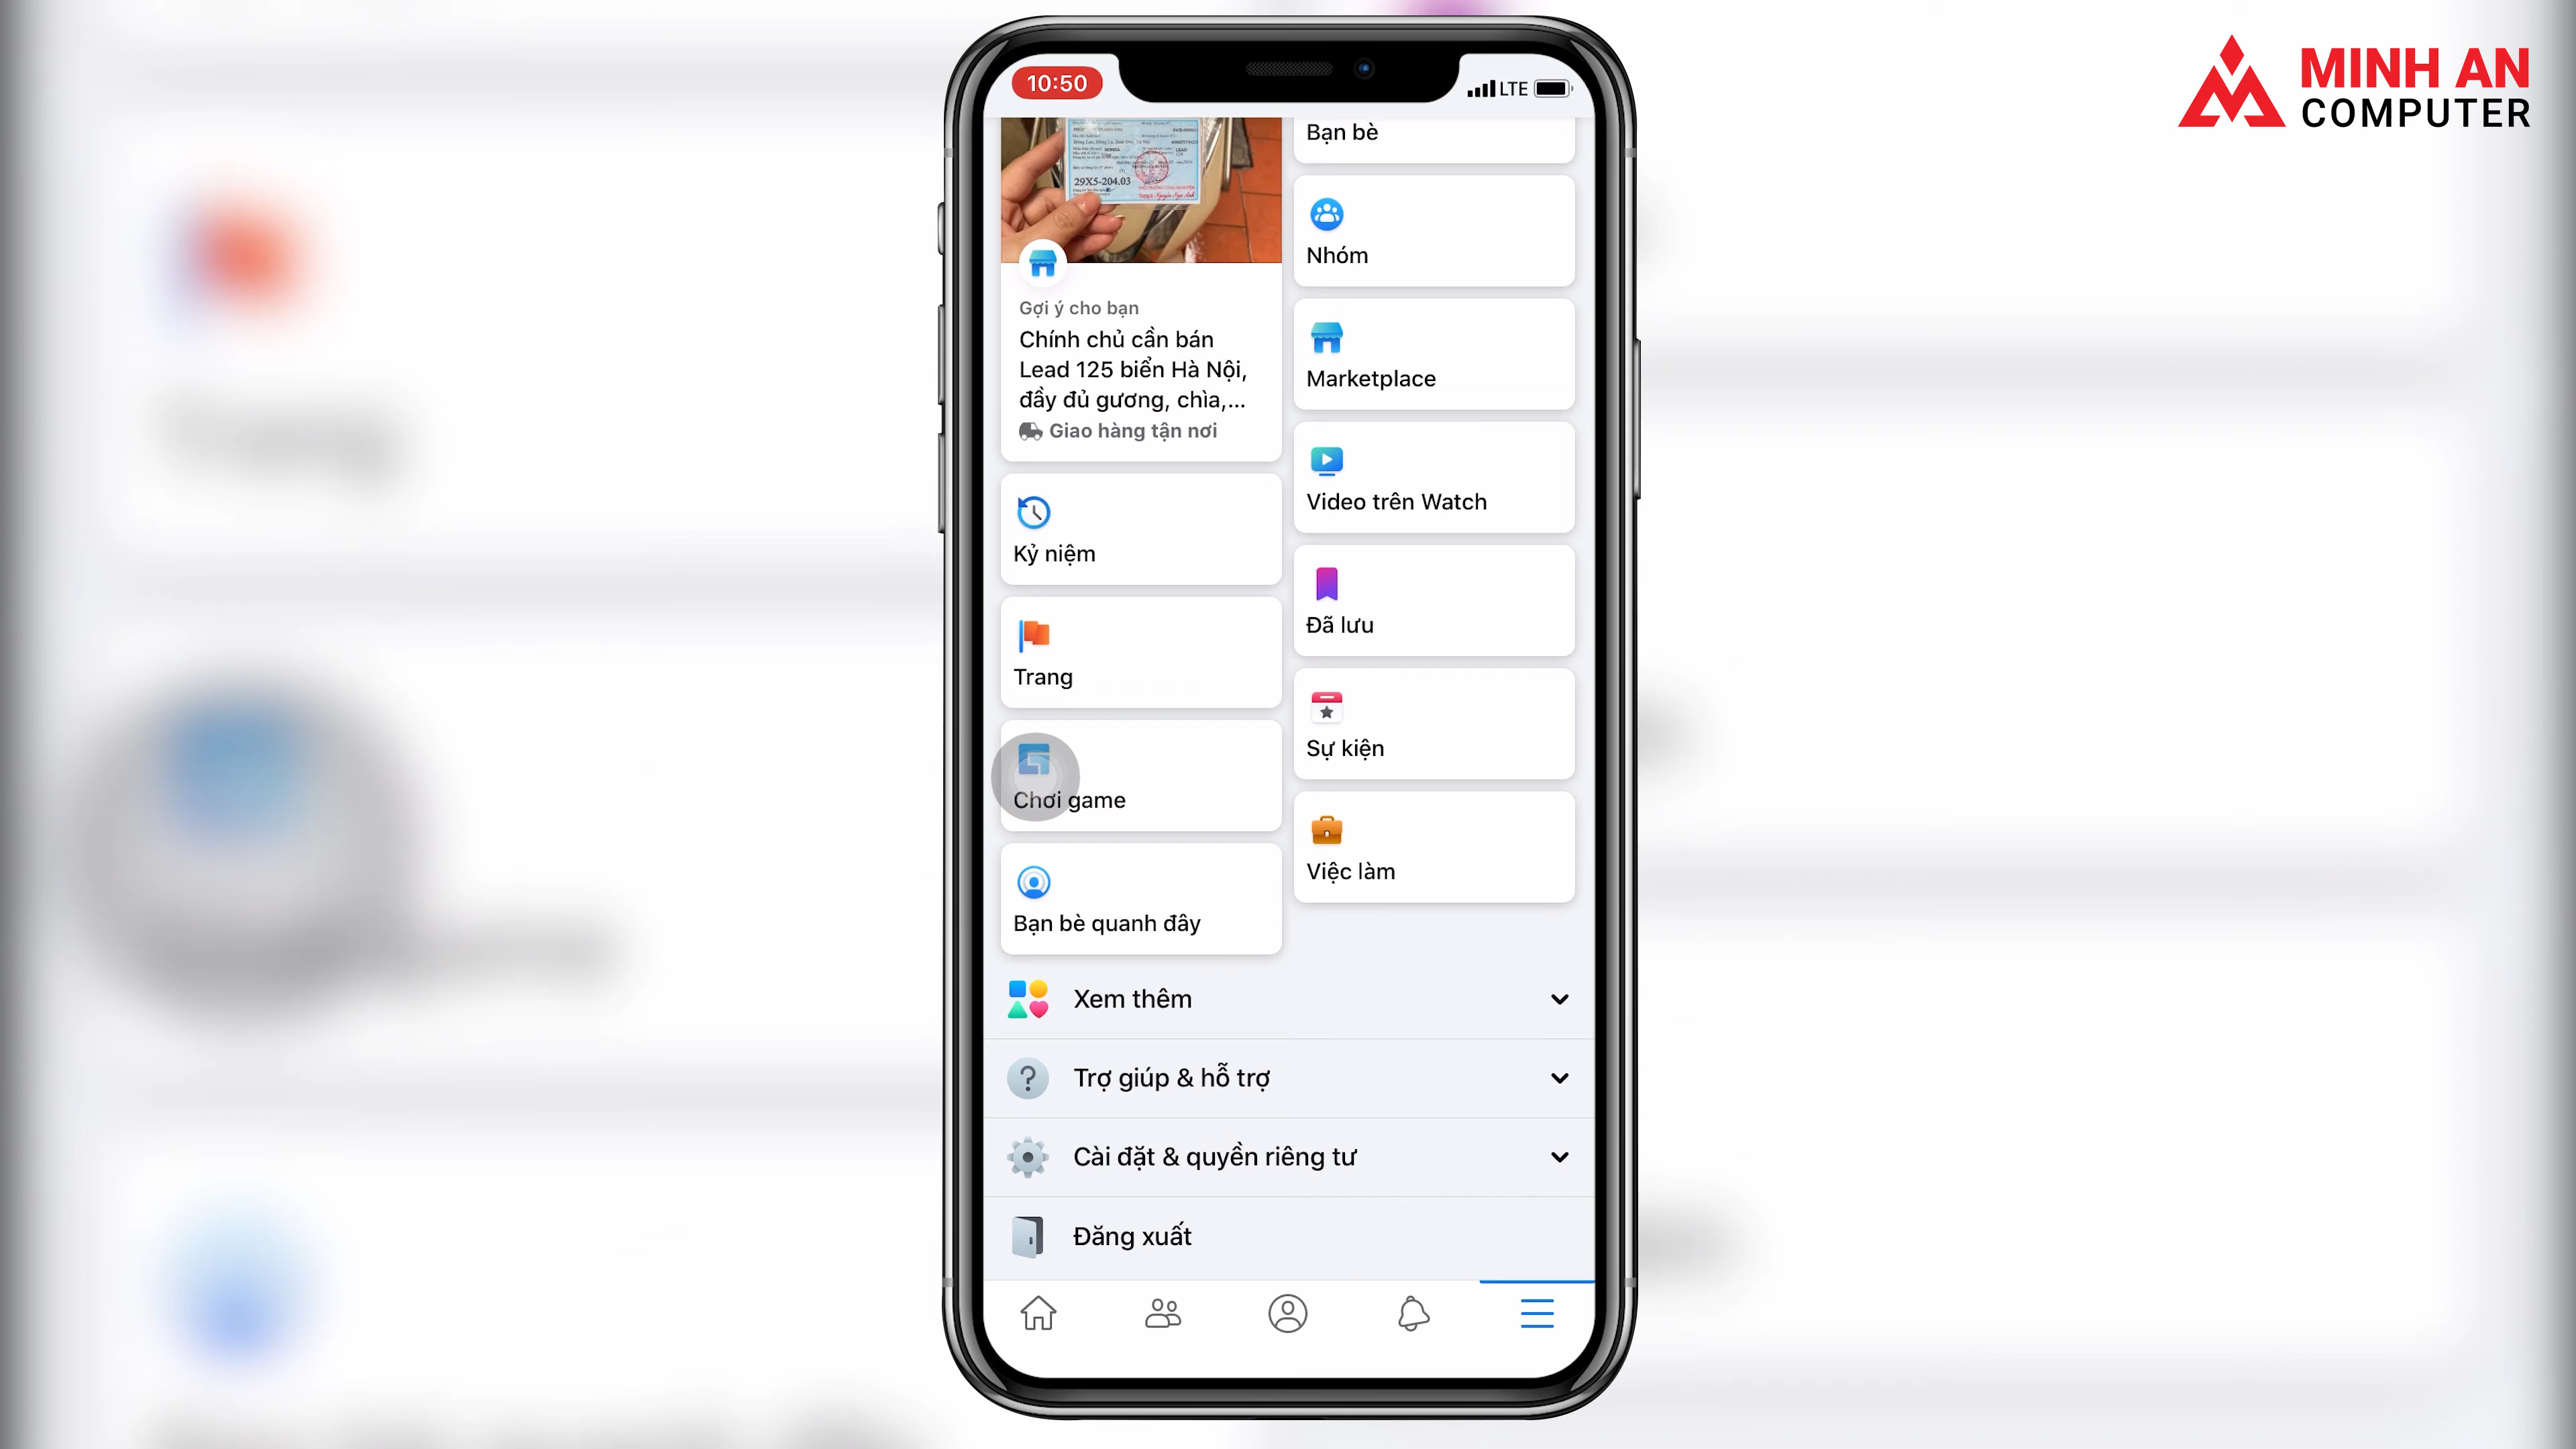 MINH AN
COMPUTER
10:50
LTE
29X5-204.03
Gợi ý cho bạn
Chính chủ cần bán
Lead 125 biển Hà Nội,
đầy đủ gương, chìa,...
Giao hàng tận nơi
Kỷ niệm
Trang
Chơi game
Bạn bè quanh đây
Bạn bè
Nhóm
Marketplace
Video trên Watch
Đã lưu
Sự kiện
Việc làm
Xem thêm
Trợ giúp & hỗ trợ
Cài đặt & quyền riêng tư
Đăng xuất